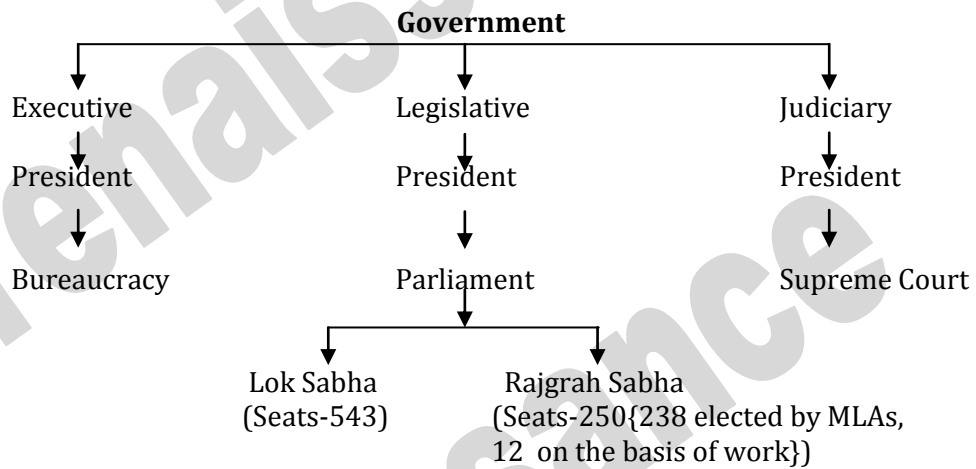 Government
Executive Legislative Judiciary
President President President
Bureaucracy Parliament Supreme Court
Lok Sabha Rajgrah Sabha
(Seats-543) (Seats-250{238 elected by MLAs,
12 on the basis of work})